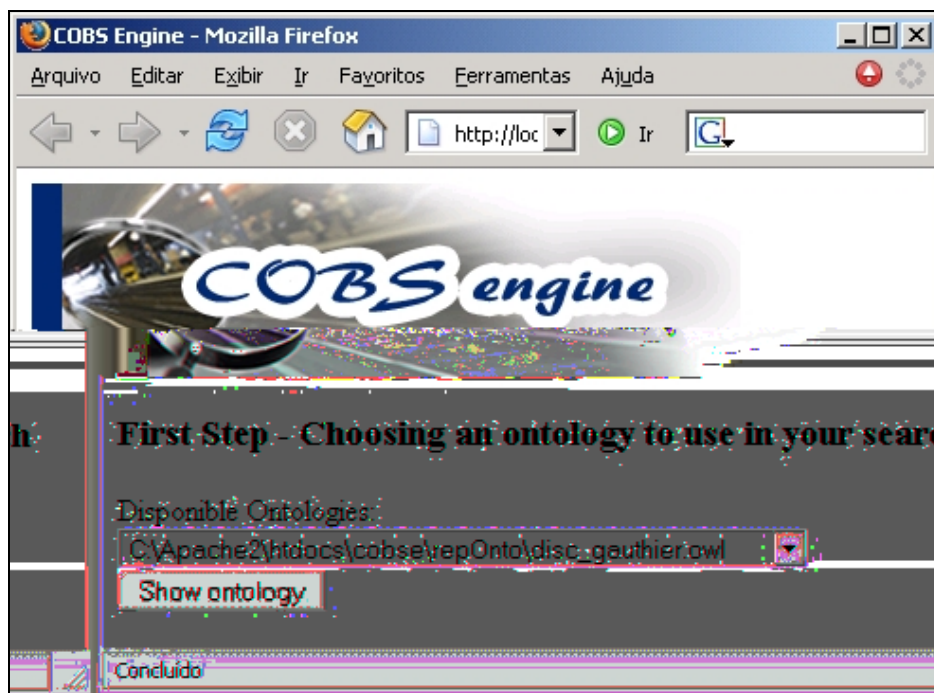 COBS Engine - Mozilla Firefox
Arquivo Editar Exibir Ir Favoritos Ferramentas Ajuda
http://loc Ir G
COBS engine
h First Step - Choosing an ontology to use in your sear
Disponible Ontologies:
C:\Apache2\htdocs\cobse\repOnto\disc_gauthier.owl
Show ontology
Concluído